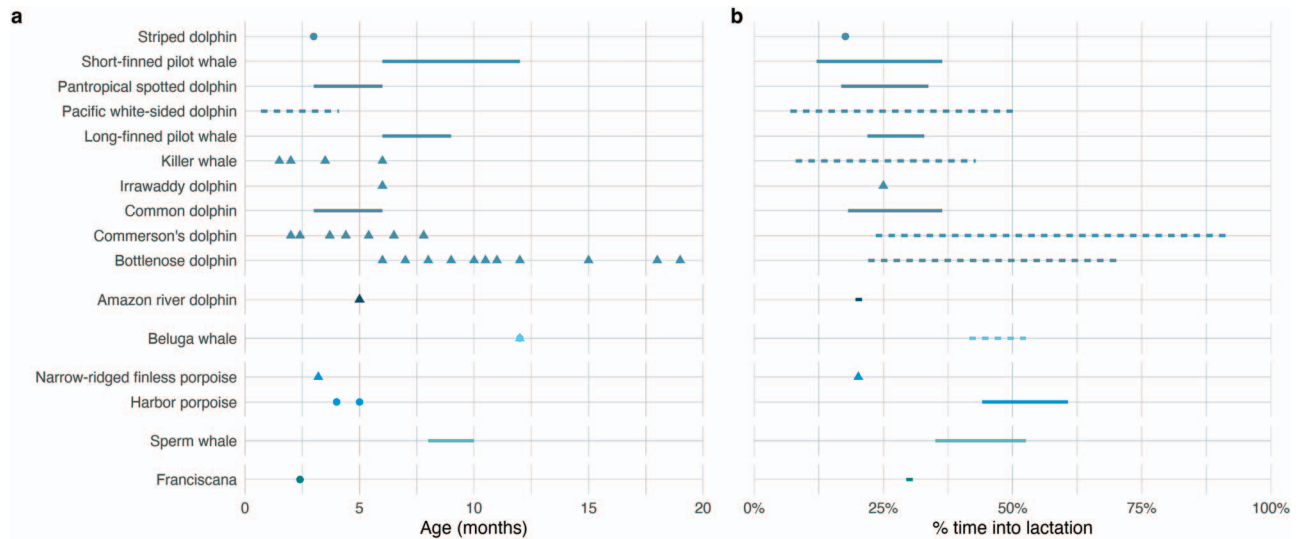 a
b
Striped dolphin
Short-finned pilot whale
Pantropical spotted dolphin
Pacific white-sided dolphin
Long-finned pilot whale
Killer whale
Irrawaddy dolphin
Common dolphin
Commerson's dolphin
Bottlenose dolphin
Amazon river dolphin
Beluga whale
Narrow-ridged finless porpoise
Harbor porpoise
Sperm whale
Franciscana
0 5 10 15 20
Age (months)
0% 25% 50% 75% 100%
% time into lactation